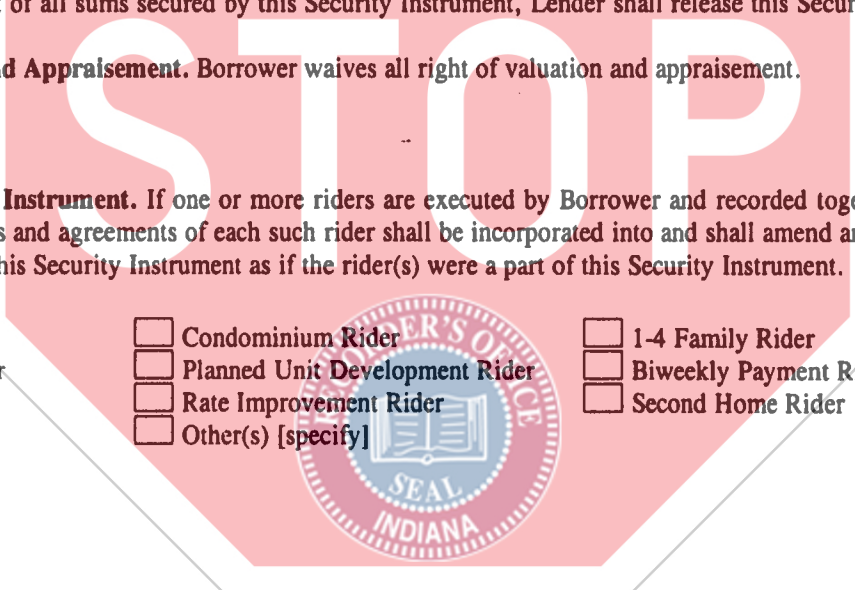 of all sums secured by this Security Instrument, Lender shall release this Secur
d Appraisement. Borrower waives all right of valuation and appraisement.
STOP
Instrument. If one or more riders are executed by Borrower and recorded toge
s and agreements of each such rider shall be incorporated into and shall amend a
his Security Instrument as if the rider(s) were a part of this Security Instrument.
Condominium Rider
1-4 Family Rider
r
Planned Unit Development Rider
Biweekly Payment R
Rate Improvement Rider
Second Home Rider
Other(s) [specify]
RECORDER'S OFFICE
SEAL
INDIANA